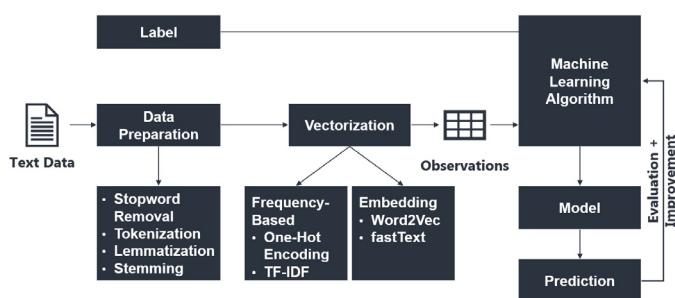 Label
Machine
Learning
Algorithm
Data
Preparation
Vectorization
Text Data
Observations
Evaluation +
Improvement
• Stopword
Removal
• Tokenization
• Lemmatization
• Stemming
Frequency-
Based
• One-Hot
Encoding
• TF-IDF
Embedding
• Word2Vec
• fastText
Model
Prediction